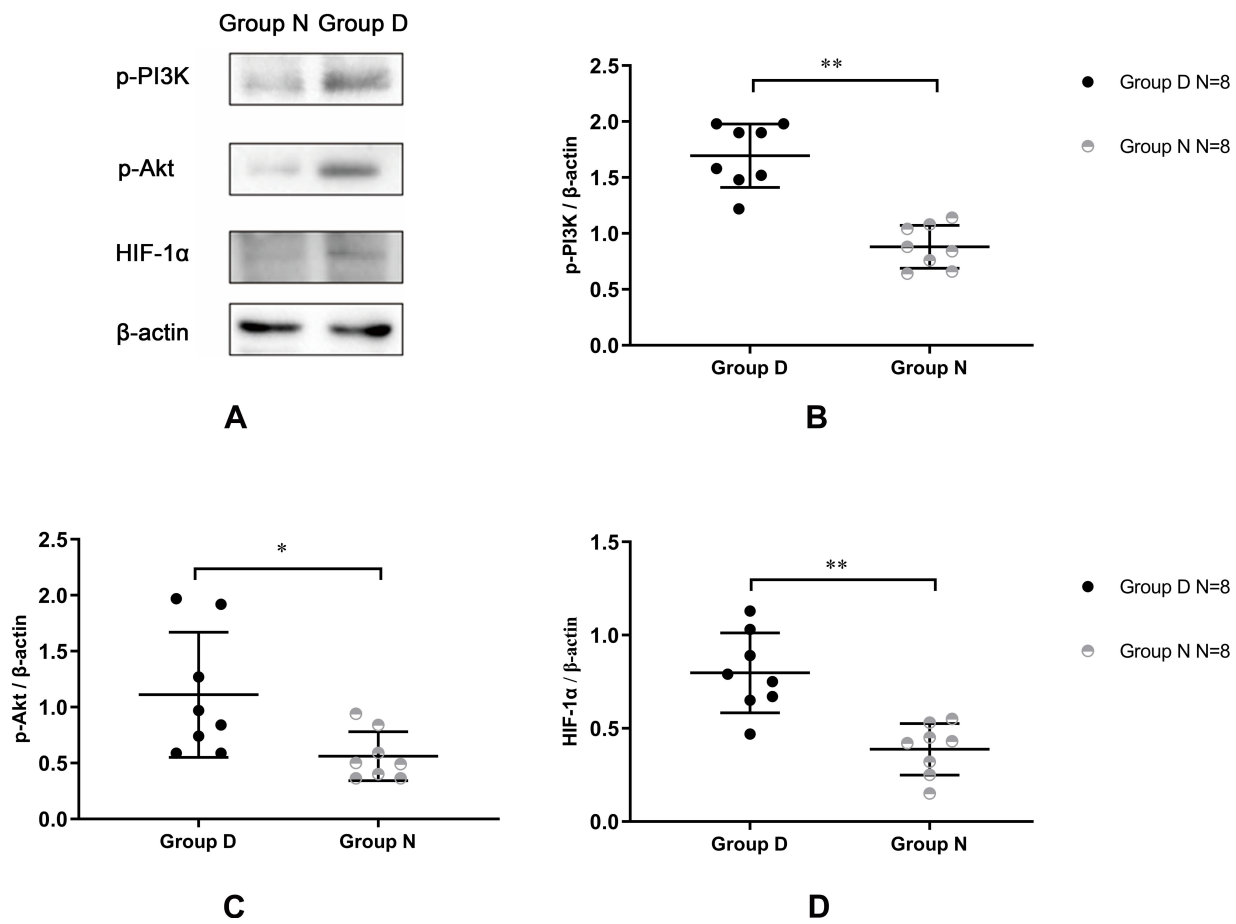 Group N Group D
p-PI3K
p-Akt
HIF-1α
β-actin
A
p-PI3K / β-actin
2.5
2.0
1.5
1.0
0.5
0.0
**
Group D
Group N
Group D N=8
Group N N=8
B
p-Akt / β-actin
2.5
2.0
1.5
1.0
0.5
0.0
*
Group D
Group N
C
HIF-1α / β-actin
1.5
1.0
0.5
0.0
**
Group D
Group N
Group D N=8
Group N N=8
D